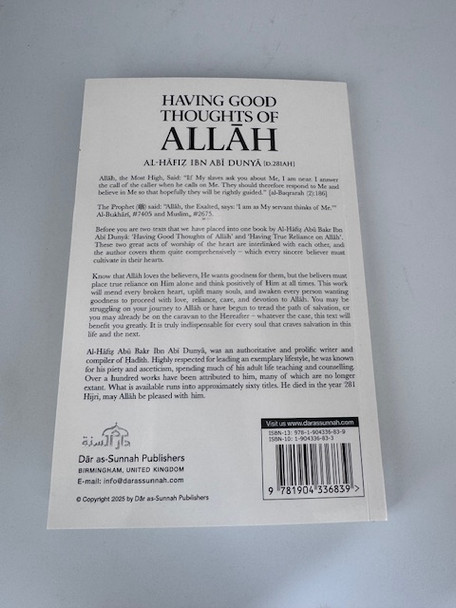 HAVING GOOD
THOUGHTS OF
ALLĀH
AL-ḤĀFIẒ IBN ABĪ DUNYĀ [D.281AH]
Allāh, the Most High, Said: "If' My slaves ask you about Me, I am near. I answer
the call of the caller when he calls on Me. They should therefore respond to Me and
believe in Me so that hopefully they will be rightly guided." [al-Baqarah (2):186]
The Prophet (ﷺ) said: "Allāh, the Exalted, says: 'I am as My servant thinks of Me.'"
Al-Bukhārī, #7405 and Muslim, #2675.
Before you are two texts that we have placed into one book by Al-Ḥāfiẓ Abū Bakr Ibn
Abī Dunyā: 'Having Good Thoughts of Allāh' and 'Having True Reliance on Allāh'.
These two great acts of worship of the heart are interlinked with each other, and
the author covers them quite comprehensively – which every sincere believer must
cultivate in their hearts.
Know that Allāh loves the believers, He wants goodness for them, but the belivers must
place true reliance on Him alone and think positively of Him at all times. This work
will mend every broken heart, uplift many souls, and awaken every person wanting
goodness to proceed with love, reliance, care, and devotion to Allāh. You may be
struggling on your journey to Allāh or have begun to tread the path of salvation, or
you may already be on the caravan to the Hereafter – whatever the case, this text will
benefit you greatly. It is truly indispensable for every soul that craves salvation in this
life and the next.
Al-Ḥāfiẓ Abū Bakr Ibn Abī Dunyā, was an authoritative and prolific writer and
compiler of Ḥadīth. Highly respected for leading an exemplary lifestyle, he was known
for his piety and asceticism, spending much of his adult life teaching and counselling.
Over a hundred works have been attributed to him, many of which are no longer
extant. What is available runs into approximately sixty titles. He died in the year 281
Hijri, may Allāh be pleased with him.
دار السنة
Dār as-Sunnah Publishers
BIRMINGHAM, UNITED KINGDOM
E-mail: info@darassunnah.com
© Copyright 2025 by Dār as-Sunnah Publishers
Visit us www.darassunnah.com
ISBN-13: 978-1-904336-83-9
ISBN-10: 1-904336-83-3
9 781904 336839 >